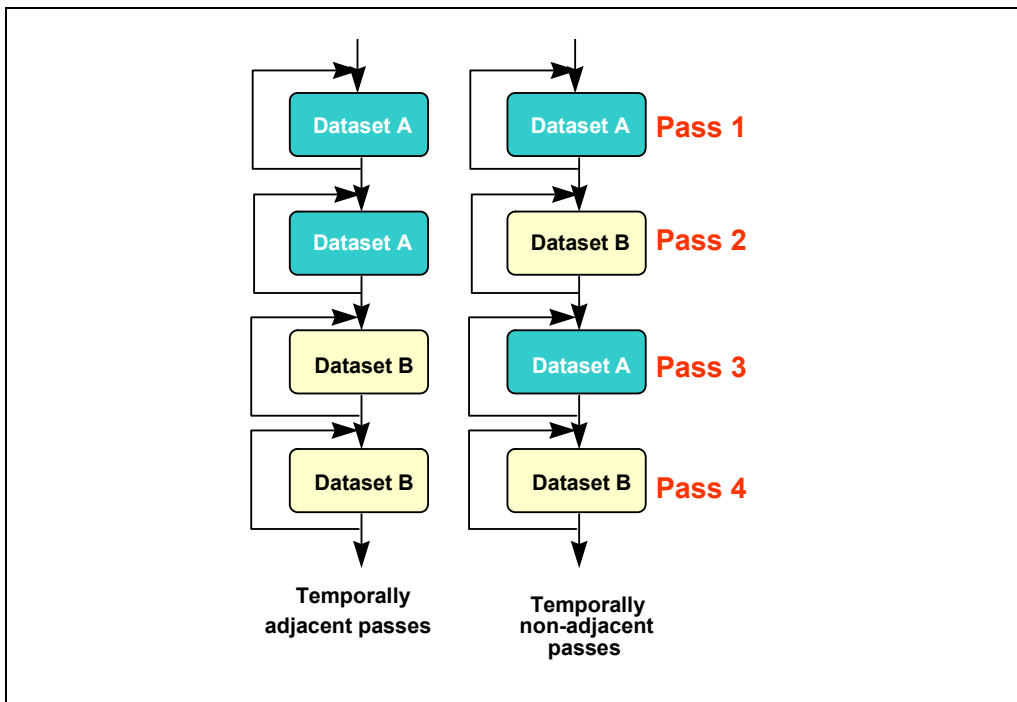 Dataset A
Dataset A
Pass 1
Dataset A
Dataset B
Pass 2
Dataset B
Dataset A
Pass 3
Dataset B
Dataset B
Pass 4
Temporally
adjacent passes
Temporally
non-adjacent
passes